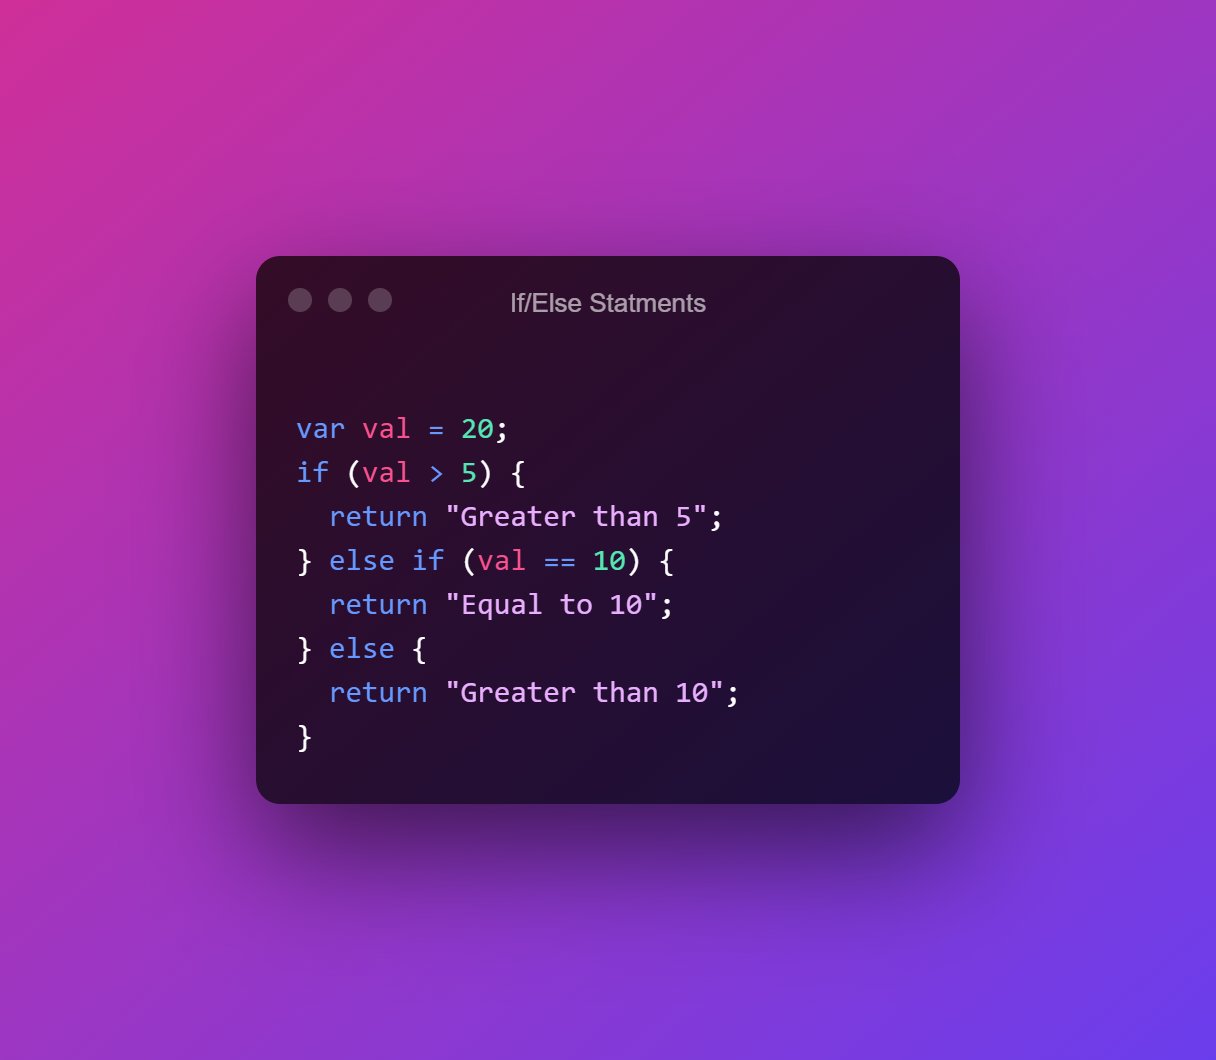 If/Else Statments
var val = 20;
if (val > 5) {
  return "Greater than 5";
} else if (val == 10) {
  return "Equal to 10";
} else {
  return "Greater than 10";
}